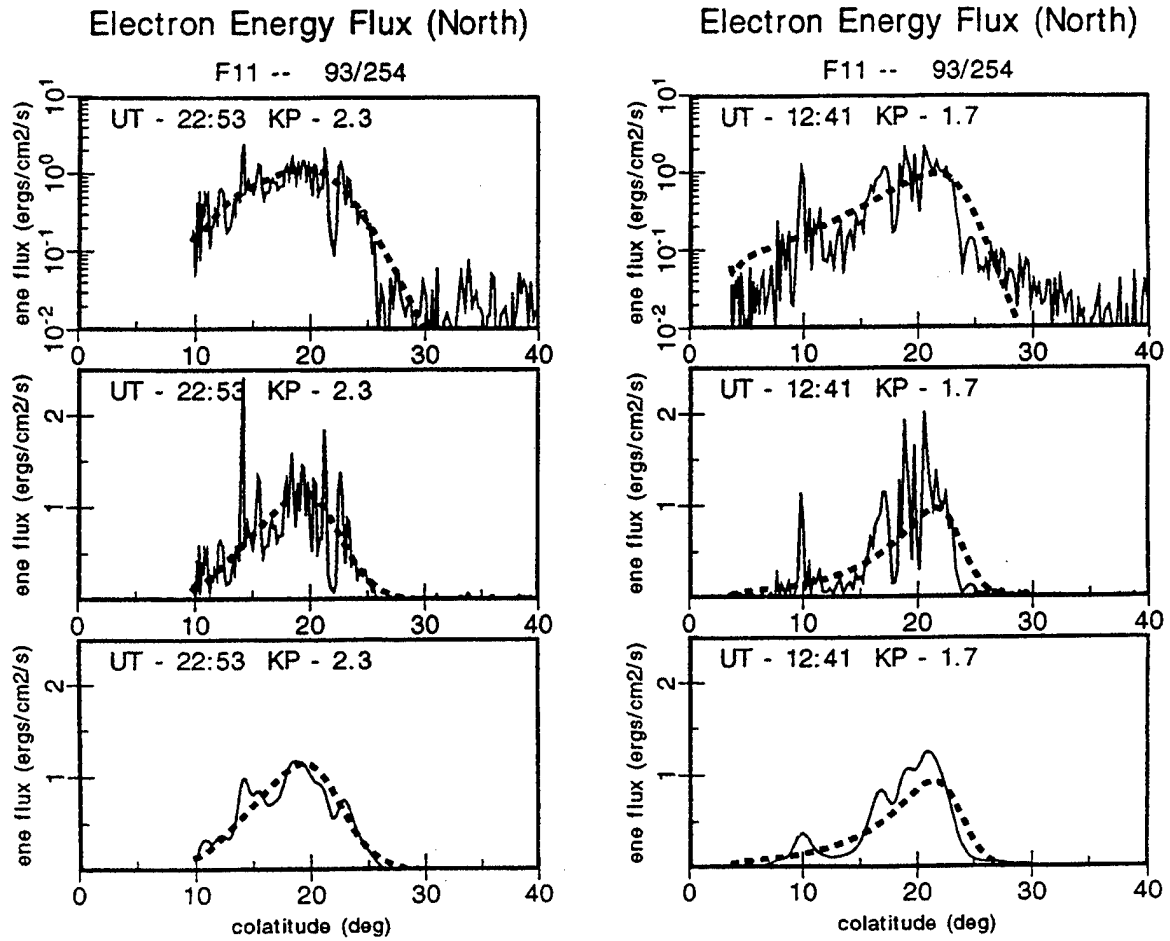 Electron Energy Flux (North)
F11 -- 93/254
UT - 22:53 KP - 2.3
ene flux (ergs/cm2/s)
10^1
10^0
10^-1
10^-2
0 10 20 30 40
UT - 22:53 KP - 2.3
ene flux (ergs/cm2/s)
2
1
0 10 20 30 40
UT - 22:53 KP - 2.3
ene flux (ergs/cm2/s)
2
1
0 10 20 30 40
colatitude (deg)
Electron Energy Flux (North)
F11 -- 93/254
UT - 12:41 KP - 1.7
ene flux (ergs/cm2/s)
10^1
10^0
10^-1
10^-2
0 10 20 30 40
UT - 12:41 KP - 1.7
ene flux (ergs/cm2/s)
2
1
0 10 20 30 40
UT - 12:41 KP - 1.7
ene flux (ergs/cm2/s)
2
1
0 10 20 30 40
colatitude (deg)